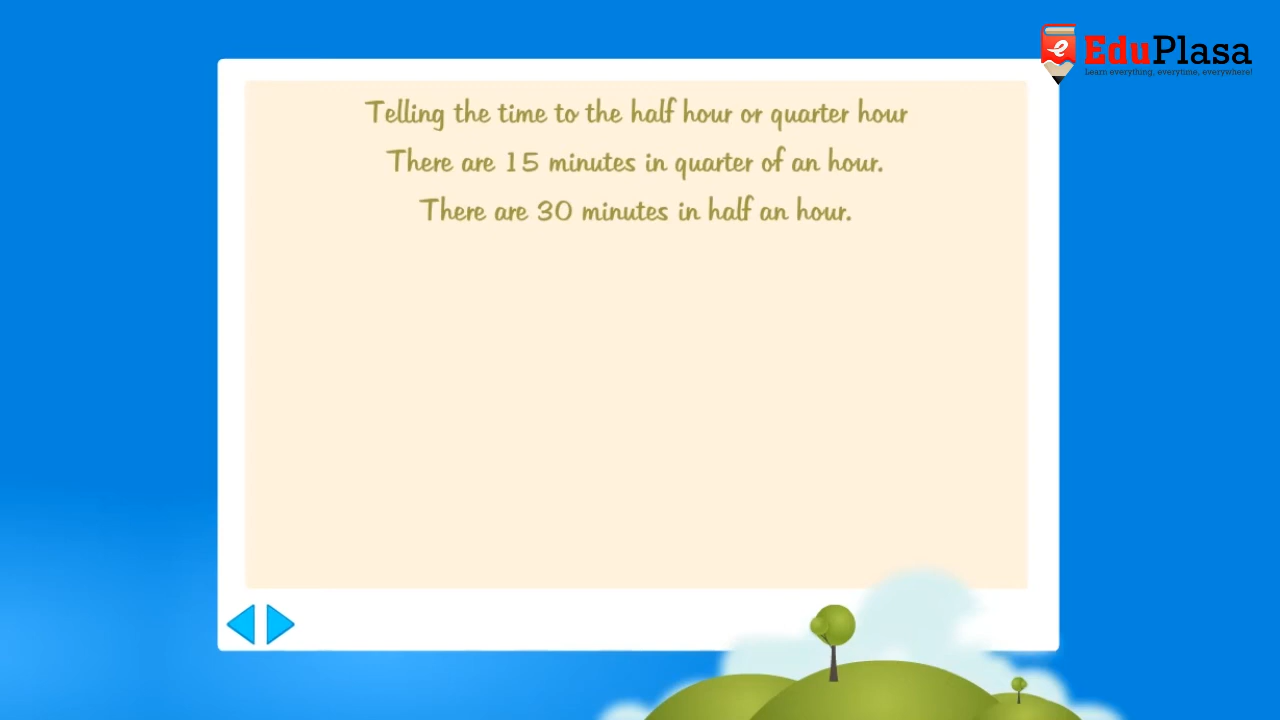 EduPlasa
Learn everything, everytime, everywhere!
Telling the time to the half hour or quarter hour
There are 15 minutes in quarter of an hour.
There are 30 minutes in half an hour.